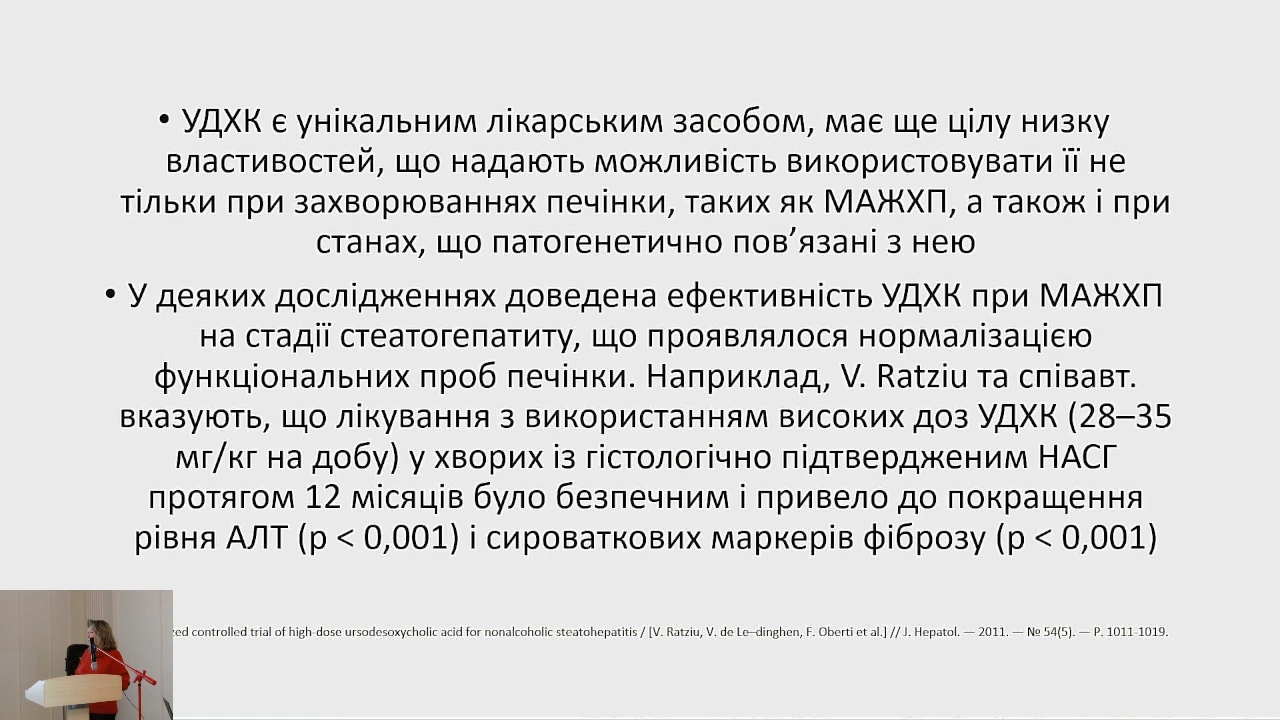 • УДХК є унікальним лікарським засобом, має ще цілу низку
властивостей, що надають можливість використовувати її не
тільки при захворюваннях печінки, таких як МАЖХП, а також і при
станах, що патогенетично пов’язані з нею
• У деяких дослідженнях доведена ефективність УДХК при МАЖХП
на стадії стеатогепатиту, що проявлялося нормалізацією
функціональних проб печінки. Наприклад, V. Ratziu та співавт.
вказують, що лікування з використанням високих доз УДХК (28–35
мг/кг на добу) у хворих із гістологічно підтвердженим НАСГ
протягом 12 місяців було безпечним і привело до покращення
рівня АЛТ (p < 0,001) і сироваткових маркерів фіброзу (p < 0,001)
controlled trial of high-dose ursodesoxycholic acid for nonalcoholic steatohepatitis / [V. Ratziu, V. de Le–dinghen, F. Oberti et al.] // J. Hepatol. — 2011. — № 54(5). — P. 1011-1019.